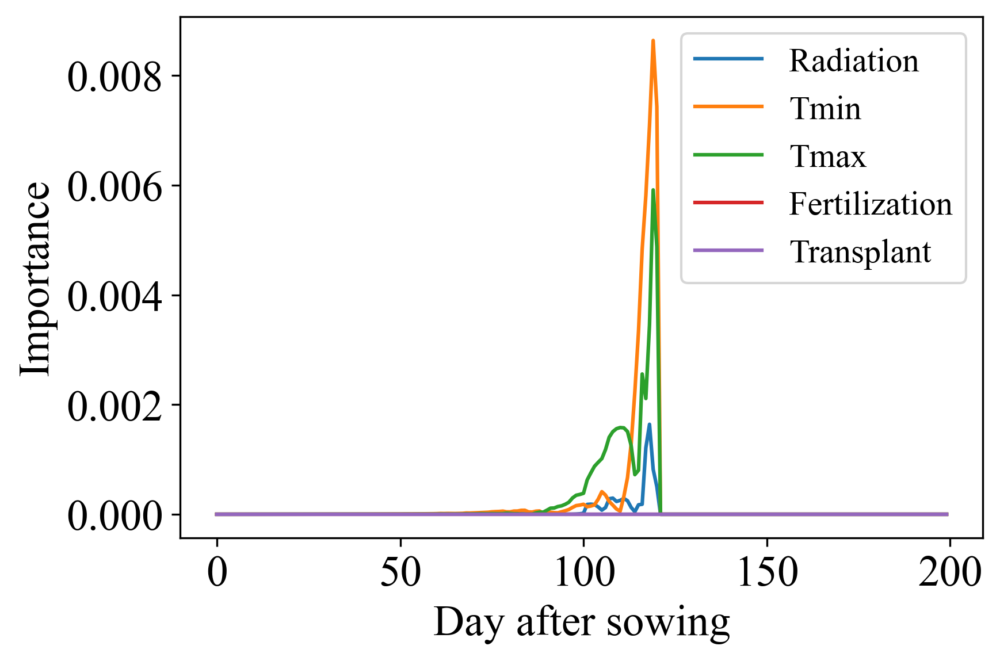 0.008
0.006
0.004
0.002
0.000
Importance
0
50
100
150
200
Day after sowing
Radiation
Tmin
Tmax
Fertilization
Transplant